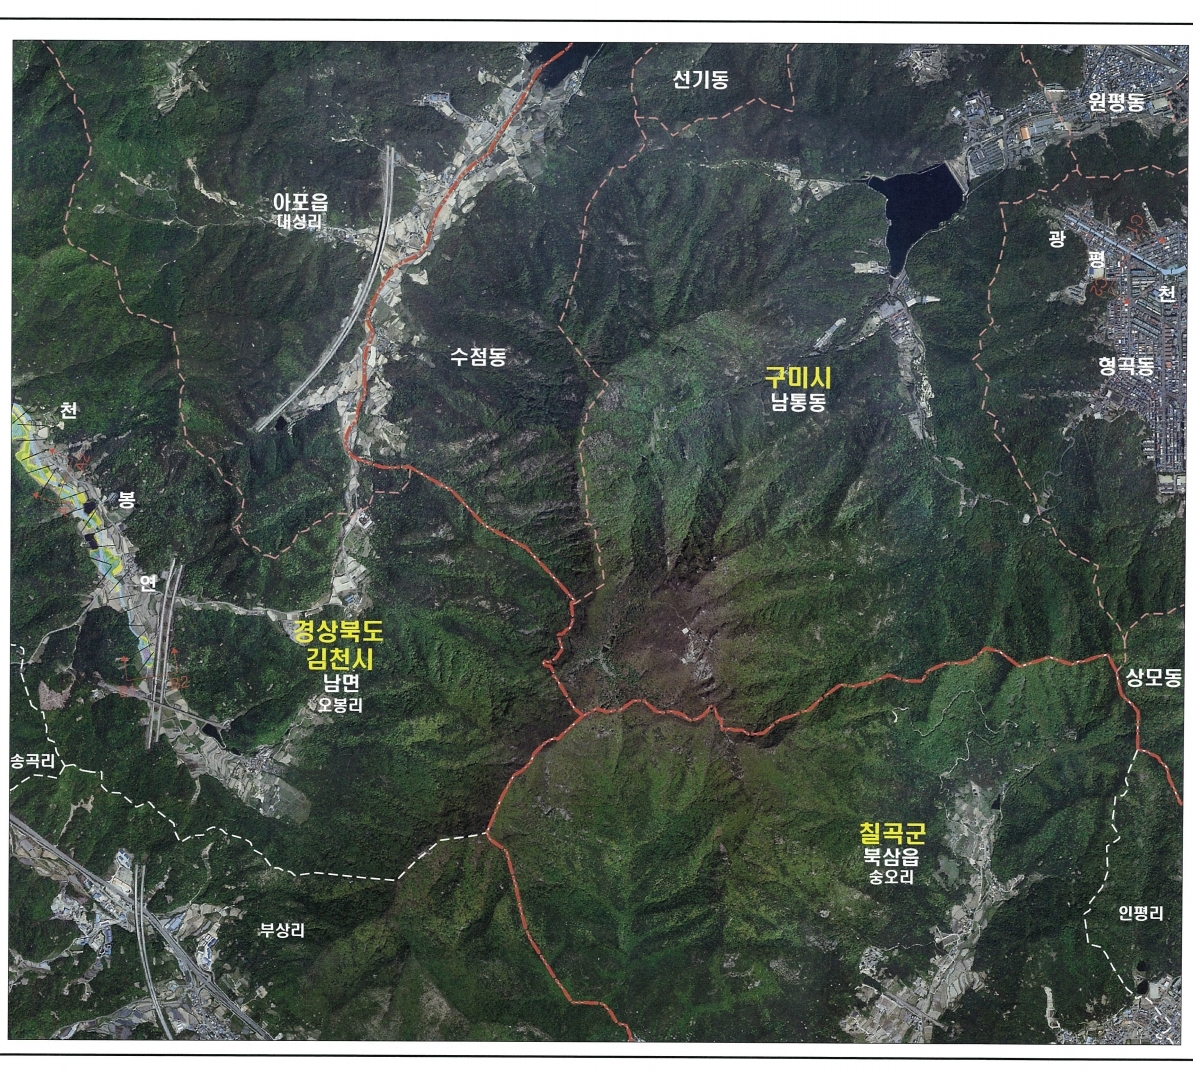 선기동
원평동
아포읍
대성리
광
평
천
수점동
구미시
남통동
형곡동
천
봉
연
경상북도
김천시
남면
오봉리
상모동
송곡리
칠곡군
북삼읍
숭오리
부상리
인평리